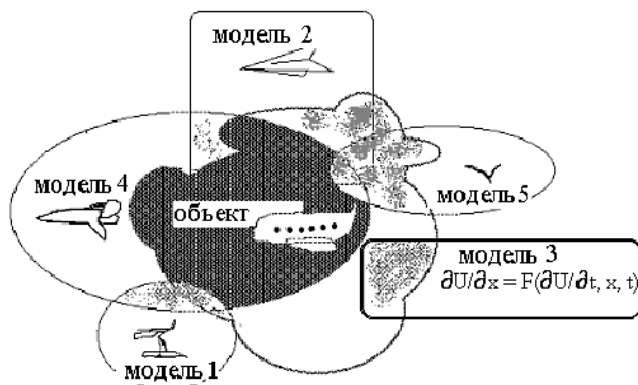 модель 2
модель 4
объект
модель 5
модель 3
∂U/∂x = F(∂U/∂t, x, t)
модель 1